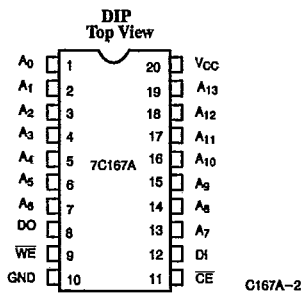 DIP
Top View
A0 1 20 VCC
A1 2 19 A13
A2 3 18 A12
A3 4 17 A11
A4 5 7C167A 16 A10
A5 6 15 A9
A6 7 14 A8
DO 8 13 A7
W̅E̅ 9 12 DI
GND 10 11 C̅E̅
C167A–2